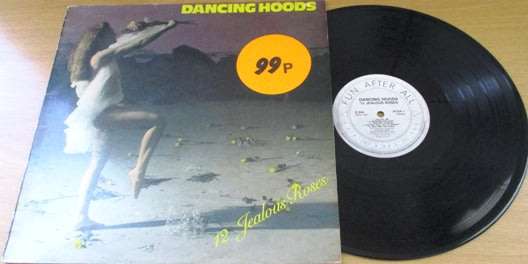 DANCING HOODS
99P
12 Jealous Roses
FUN AFTER ALL
DANCING HOODS
12 JEALOUS ROSES